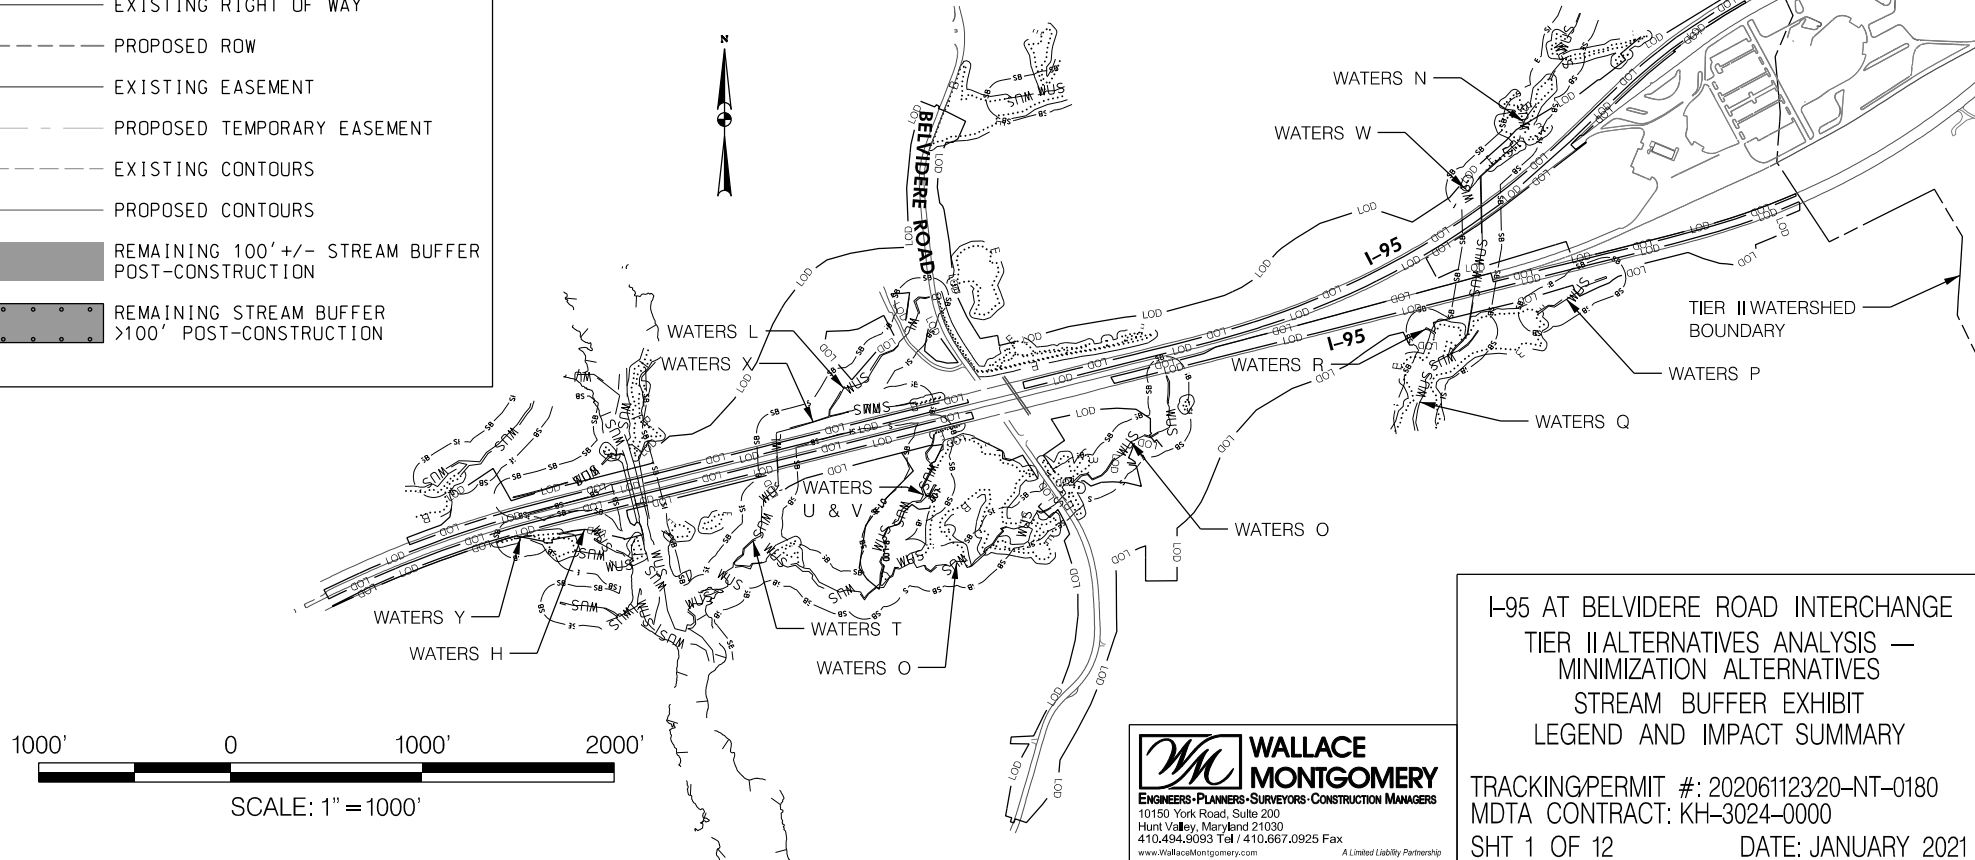 EXISTING RIGHT OF WAY
PROPOSED ROW
EXISTING EASEMENT
PROPOSED TEMPORARY EASEMENT
EXISTING CONTOURS
PROPOSED CONTOURS
REMAINING 100'+/- STREAM BUFFER
POST-CONSTRUCTION
REMAINING STREAM BUFFER
>100' POST-CONSTRUCTION
N
BELVIDERE ROAD
I-95
I-95
WATERS N
WATERS W
WATERS L
WATERS X
WATERS R
TIER II WATERSHED
BOUNDARY
WATERS P
WATERS Q
WATERS
U & V
WATERS O
WATERS Y
WATERS H
WATERS T
WATERS O
LOD
WUS
SB
1000' 0 1000' 2000'
SCALE: 1" = 1000'
WM
WALLACE
MONTGOMERY
ENGINEERS • PLANNERS • SURVEYORS • CONSTRUCTION MANAGERS
10150 York Road, Suite 200
Hunt Valley, Maryland 21030
410.494.9093 Tel / 410.667.0925 Fax
www.WallaceMontgomery.com A Limited Liability Partnership
I-95 AT BELVIDERE ROAD INTERCHANGE
TIER II ALTERNATIVES ANALYSIS —
MINIMIZATION ALTERNATIVES
STREAM BUFFER EXHIBIT
LEGEND AND IMPACT SUMMARY
TRACKING/PERMIT #: 202061123/20-NT-0180
MDTA CONTRACT: KH-3024-0000
SHT 1 OF 12 DATE: JANUARY 2021